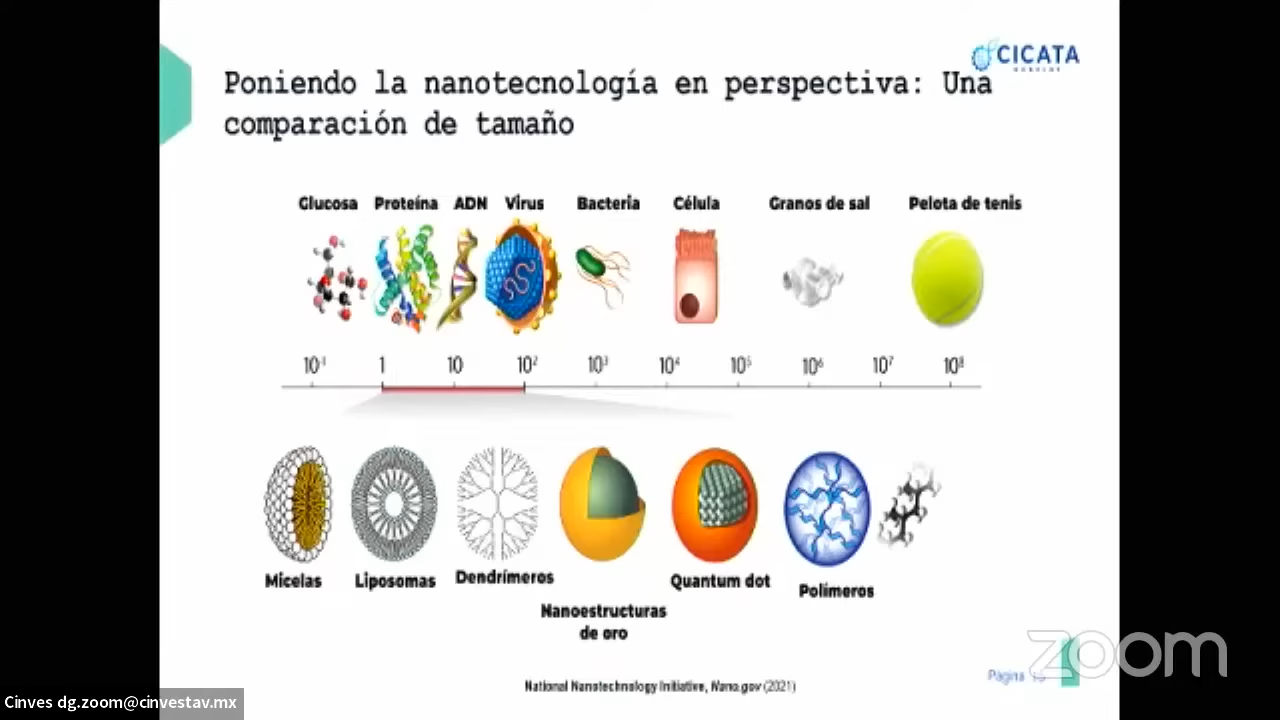 CICATA
Poniendo la nanotecnología en perspectiva: Una
comparación de tamaño
Glucosa Proteína ADN Virus Bacteria Célula Granos de sal Pelota de tenis
10⁻¹ 1 10 10² 10³ 10⁴ 10⁵ 10⁶ 10⁷ 10⁸
Micelas Liposomas Dendrímeros Quantum dot Polímeros
Nanoestructuras
de oro
National Nanotechnology Initiative, Nano.gov (2021)
Página
zoom
Cinves dg.zoom@cinvestav.mx